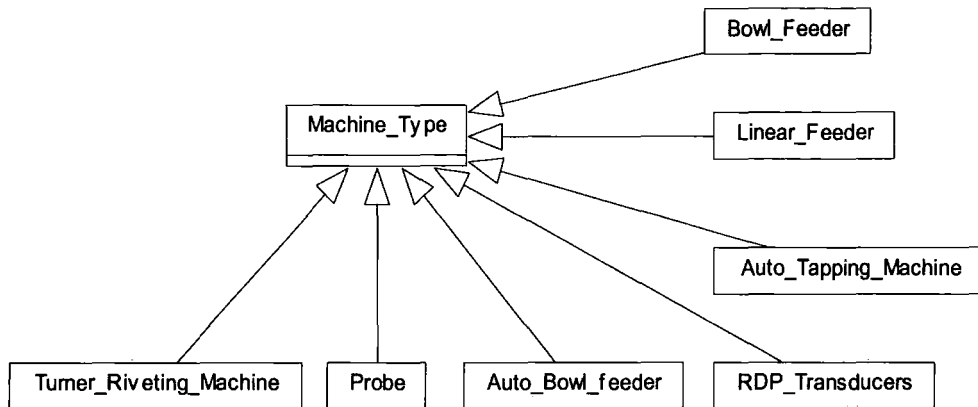 Bowl_Feeder
Machine_Type
Linear_Feeder
Auto_Tapping_Machine
Turner_Riveting_Machine
Probe
Auto_Bowl_feeder
RDP_Transducers